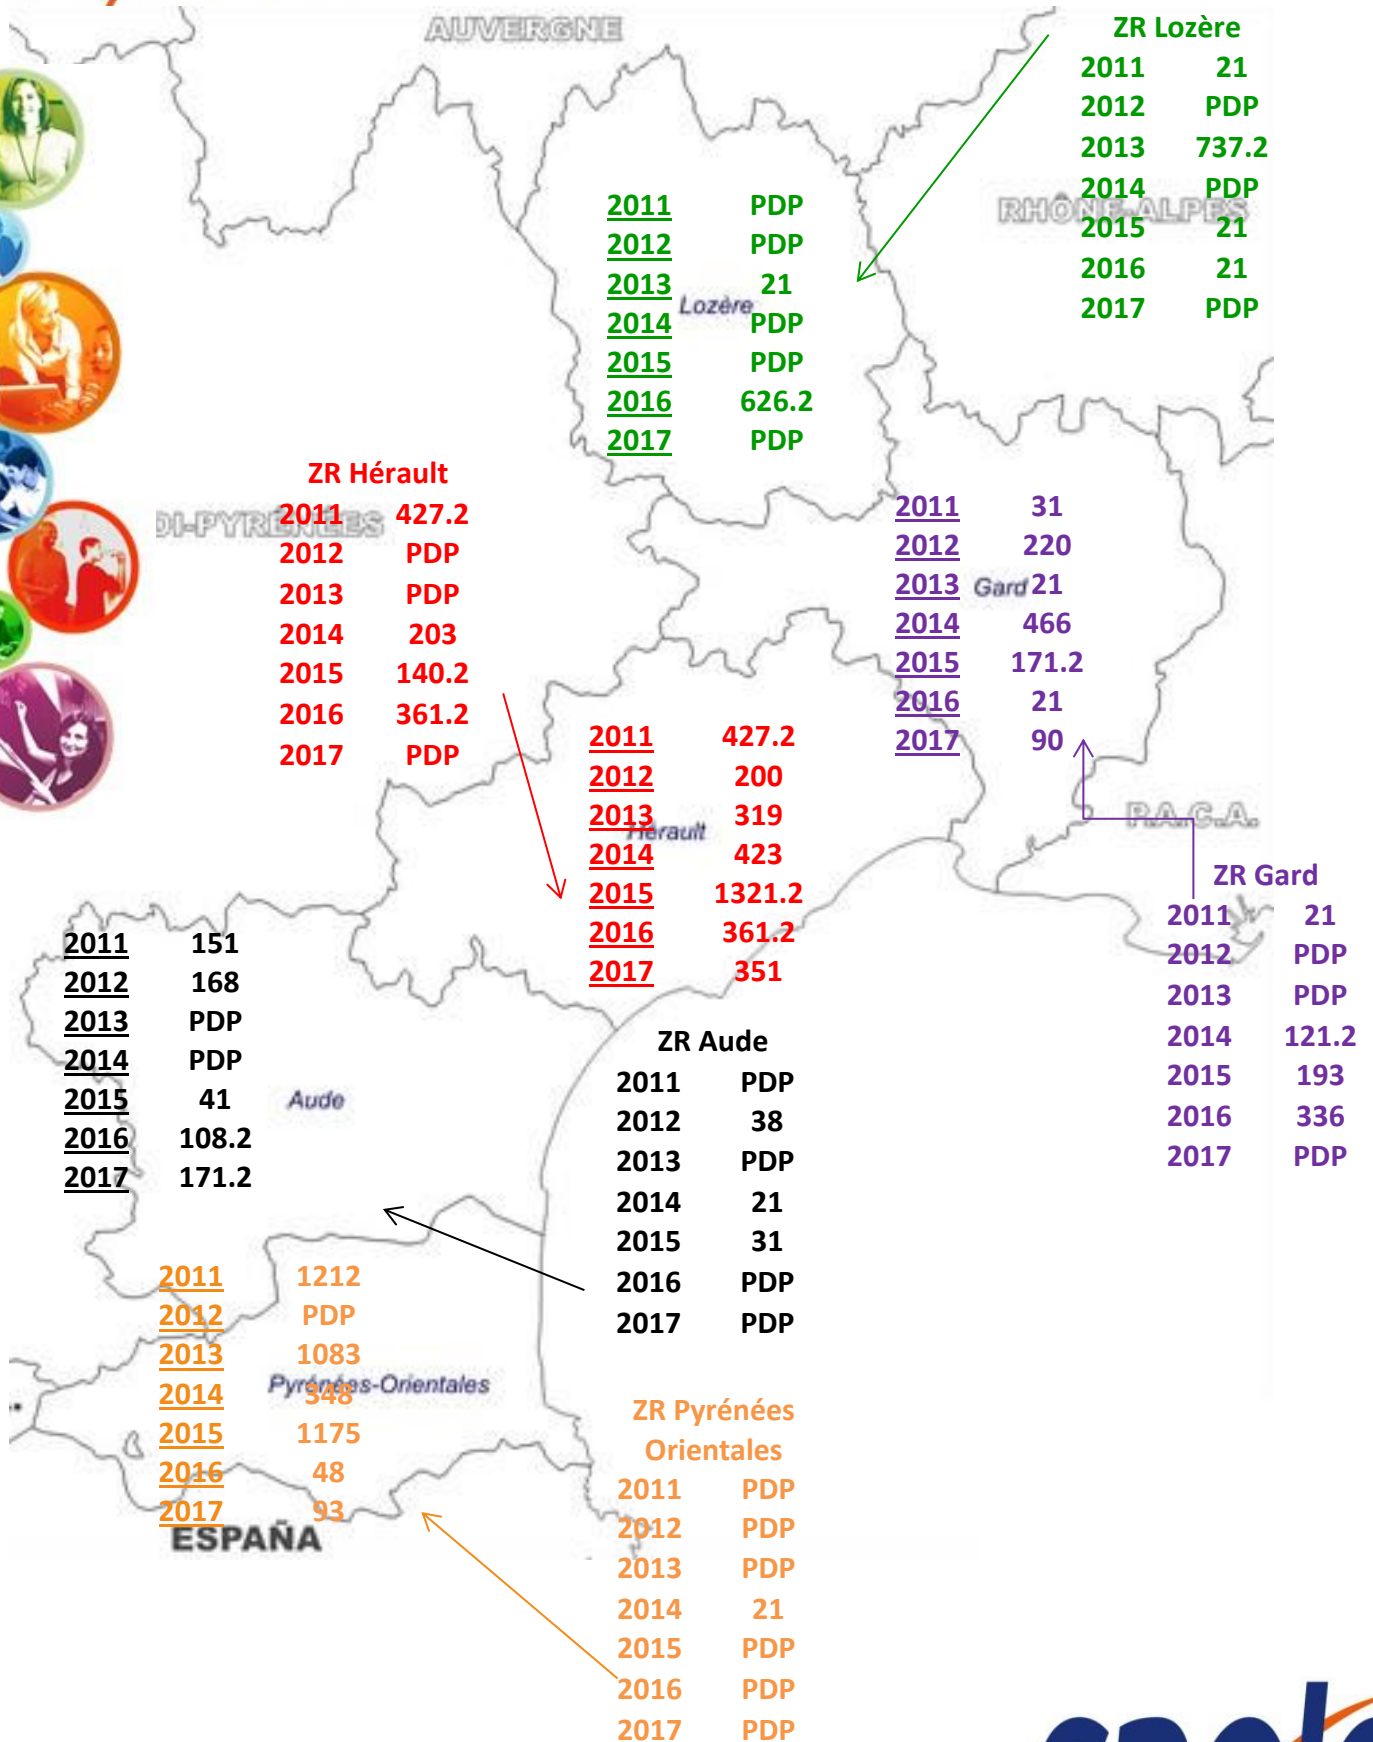 AUVERGNE
ZR Lozère
2011 21
2012 PDP
2013 737.2
2014 PDP
RHÔNE-ALPES
2015 21
2016 21
2017 PDP
2011 PDP
2012 PDP
2013 21
Lozère
2014 PDP
2015 PDP
2016 626.2
2017 PDP
ZR Hérault
2011 427.2
DI-PYRÉNÉES
2012 PDP
2013 PDP
2014 203
2015 140.2
2016 361.2
2017 PDP
2011 31
2012 220
2013 21
Gard
2014 466
2015 171.2
2016 21
2017 90
2011 427.2
2012 200
2013 319
Hérault
2014 423
2015 1321.2
2016 361.2
2017 351
P.A.C.A.
ZR Gard
2011 21
2012 PDP
2013 PDP
2014 121.2
2015 193
2016 336
2017 PDP
2011 151
2012 168
2013 PDP
2014 PDP
2015 41
Aude
2016 108.2
2017 171.2
ZR Aude
2011 PDP
2012 38
2013 PDP
2014 21
2015 31
2016 PDP
2017 PDP
2011 1212
2012 PDP
2013 1083
Pyrénées-Orientales
2014 348
2015 1175
2016 48
2017 93
ESPAÑA
ZR Pyrénées
Orientales
2011 PDP
2012 PDP
2013 PDP
2014 21
2015 PDP
2016 PDP
2017 PDP